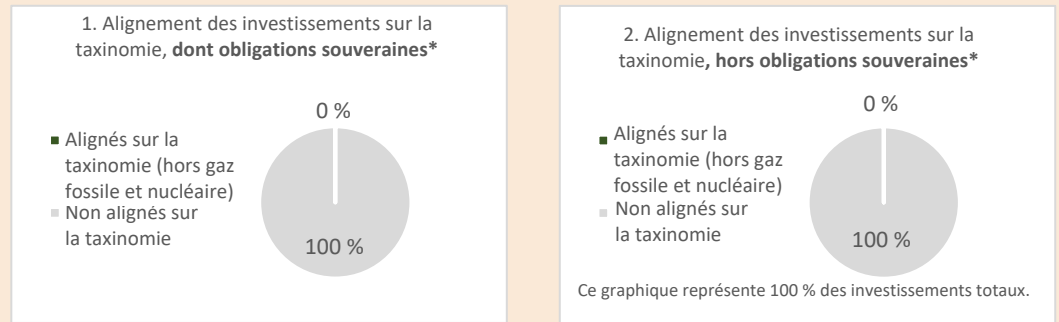 1. Alignement des investissements sur la
taxinomie, dont obligations souveraines*
0 %
Alignés sur la
taxinomie (hors gaz
fossile et nucléaire)
Non alignés sur
la taxinomie
100 %
2. Alignement des investissements sur la
taxinomie, hors obligations souveraines*
0 %
Alignés sur la
taxinomie (hors gaz
fossile et nucléaire)
Non alignés sur
la taxinomie
100 %
Ce graphique représente 100 % des investissements totaux.